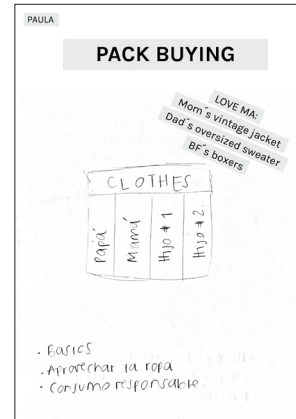 PAULA
PACK BUYING
LOVE MA:
Mom´s vintage jacket
Dad´s oversized sweater
BF´s boxers
CLOTHES
Papá
Mamá
Hijo #1
Hijo #2
- Basics
- Aprovechar la ropa
- Consumo responsable.